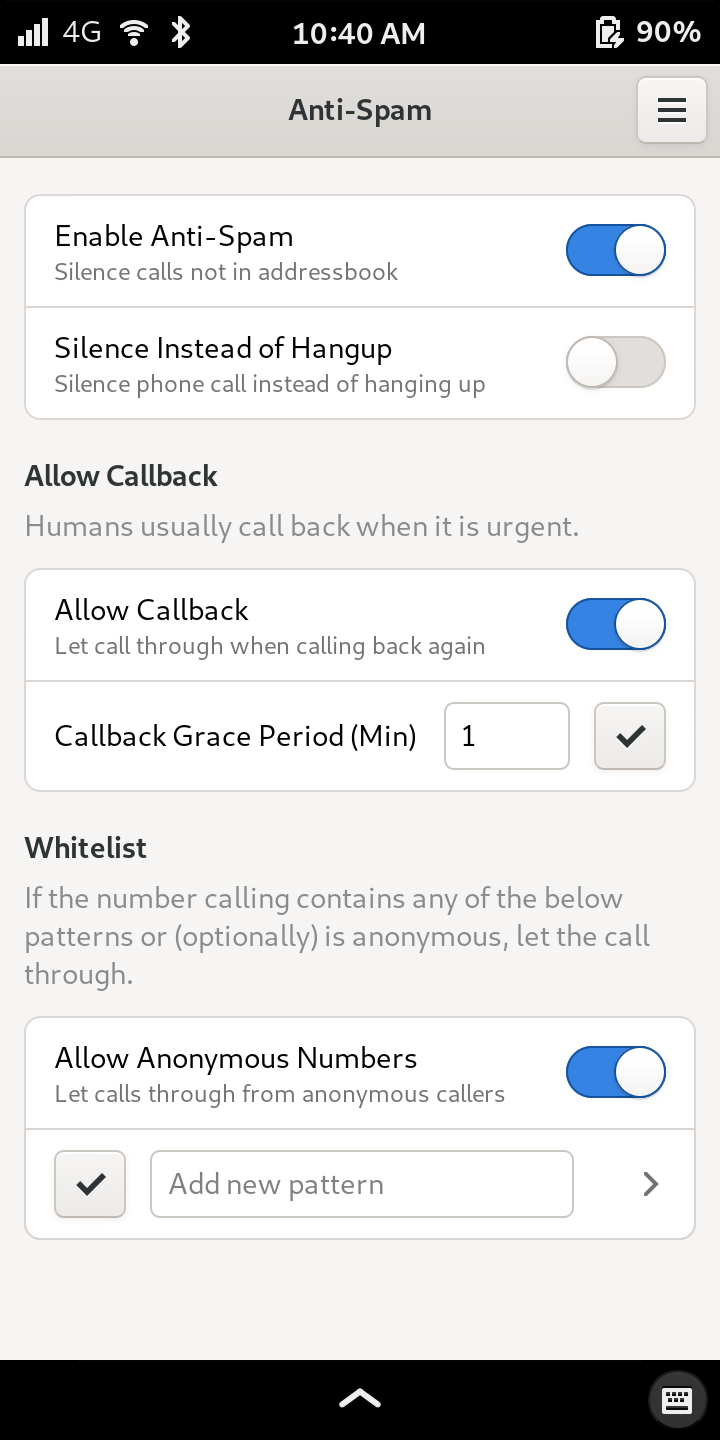 4G 10:40 AM 90%
Anti-Spam
Enable Anti-Spam
Silence calls not in addressbook
Silence Instead of Hangup
Silence phone call instead of hanging up
Allow Callback
Humans usually call back when it is urgent.
Allow Callback
Let call through when calling back again
Callback Grace Period (Min) 1
Whitelist
If the number calling contains any of the below
patterns or (optionally) is anonymous, let the call
through.
Allow Anonymous Numbers
Let calls through from anonymous callers
Add new pattern